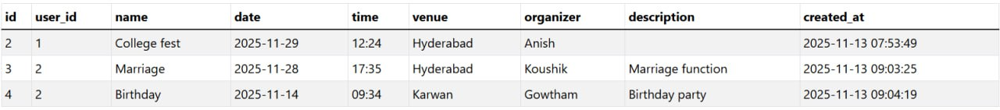 id user_id name date time venue organizer description created_at
2 1 College fest 2025-11-29 12:24 Hyderabad Anish 2025-11-13 07:53:49
3 2 Marriage 2025-11-28 17:35 Hyderabad Koushik Marriage function 2025-11-13 09:03:25
4 2 Birthday 2025-11-14 09:34 Karwan Gowtham Birthday party 2025-11-13 09:04:19